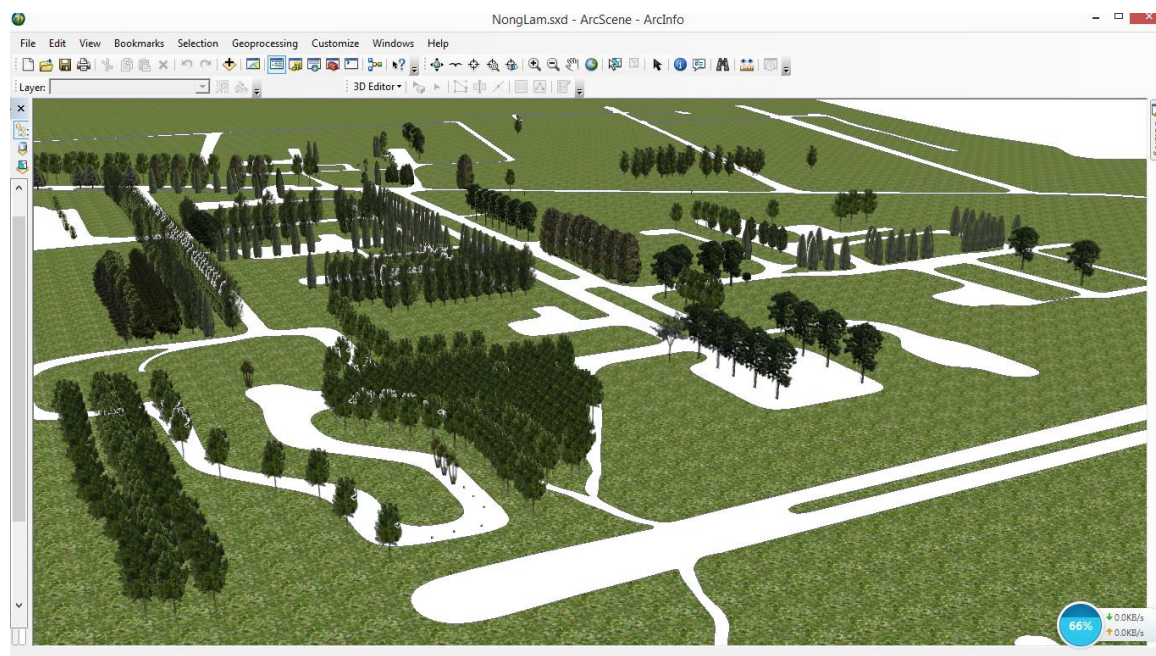 NongLam.sxd - ArcScene - ArcInfo
File Edit View Bookmarks Selection Geoprocessing Customize Windows Help
Layer: 3D Editor
66%
0.0KB/s
0.0KB/s